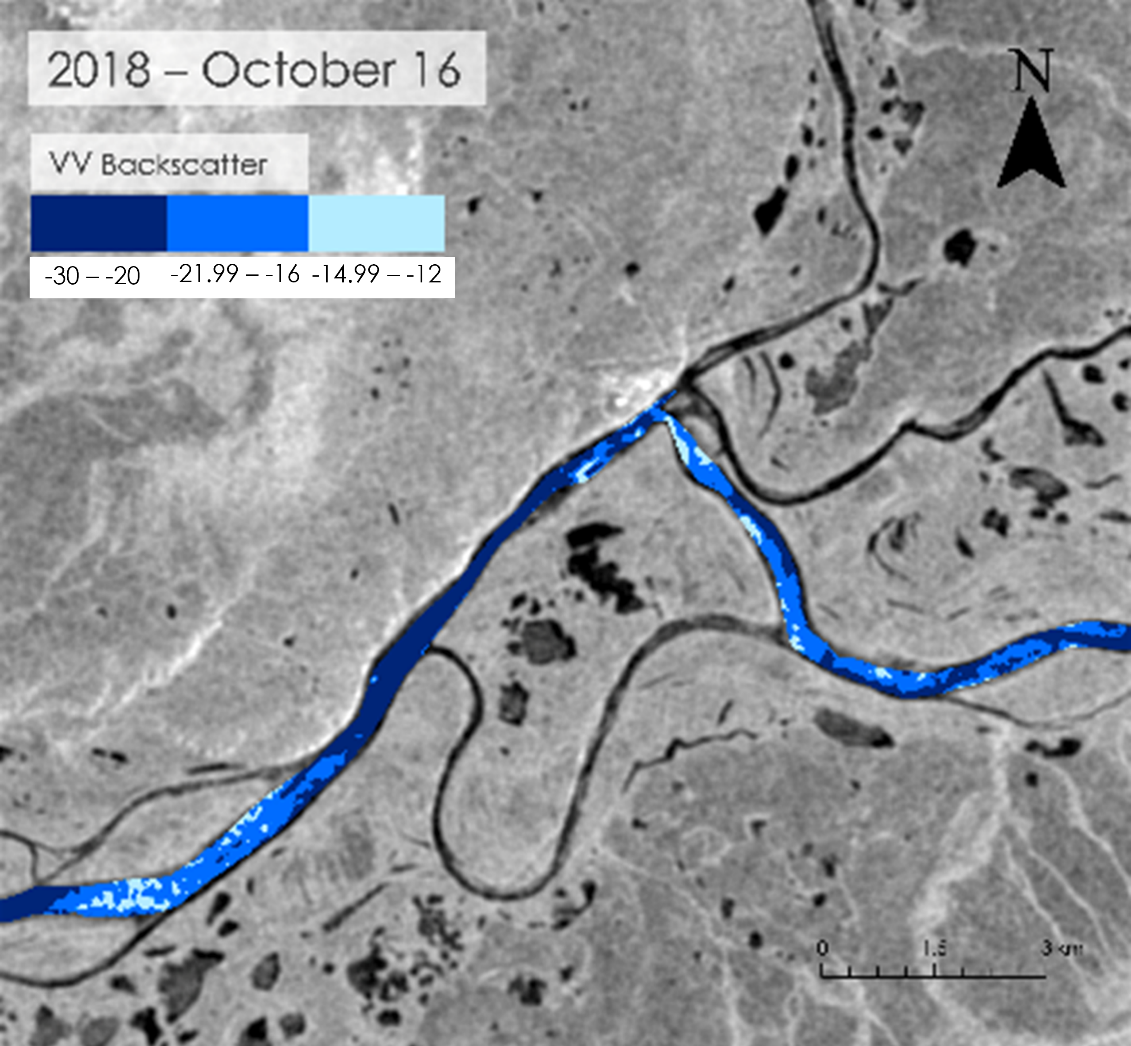 2018 – October 16
N
VV Backscatter
-30 – -20 -21.99 – -16 -14.99 – -12
0 1.5 3 km